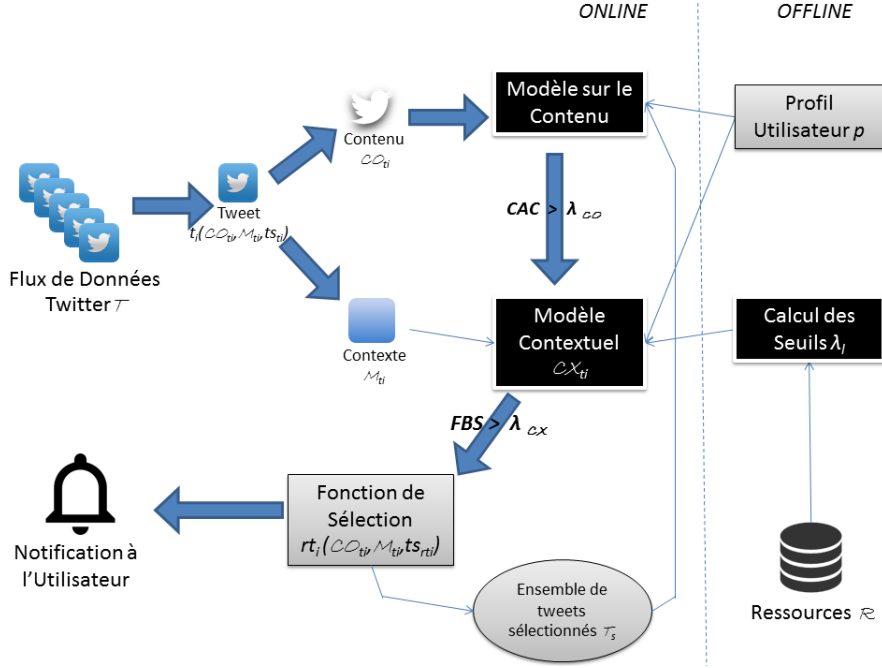 ONLINE
OFFLINE
Modèle sur le
Contenu
Profil
Utilisateur p
Contenu
CO_ti
Tweet
t_i(CO_ti, M_ti, ts_ti)
CAC > λ_CO
Flux de Données
Twitter T
Modèle
Contextuel
CX_ti
Calcul des
Seuils λ_l
Contexte
M_ti
FBS > λ_CX
Fonction de
Sélection
rt_i(CO_ti, M_ti, ts_rti)
Notification à
l'Utilisateur
Ensemble de
tweets
sélectionnés T_s
Ressources R